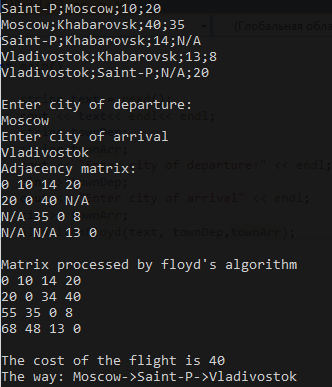 Saint-P;Moscow;10;20
Moscow;Khabarovsk;40;35
Saint-P;Khabarovsk;14;N/A
Vladivostok;Khabarovsk;13;8
Vladivostok;Saint-P;N/A;20
Enter city of departure:
Moscow
Enter city of arrival
Vladivostok
Adjacency matrix:
0 10 14 20
20 0 40 N/A
N/A 35 0 8
N/A N/A 13 0
Matrix processed by floyd's algorithm
0 10 14 20
20 0 34 40
55 35 0 8
68 48 13 0
The cost of the flight is 40
The way: Moscow->Saint-P->Vladivostok